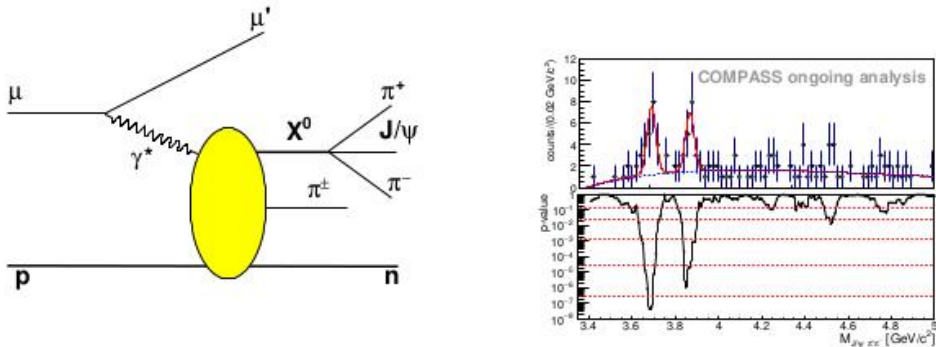 μ'
μ
γ*
X⁰
π⁺
J/ψ
π⁻
π±
p
n
COMPASS ongoing analysis
counts/(0.02 GeV/c²)
12
10
8
6
4
2
0
p-value
1
10⁻¹
10⁻²
10⁻³
10⁻⁴
10⁻⁵
10⁻⁶
10⁻⁷
10⁻⁸
3.4 3.6 3.8 4 4.2 4.4 4.6 4.8 5
[GeV/c²]